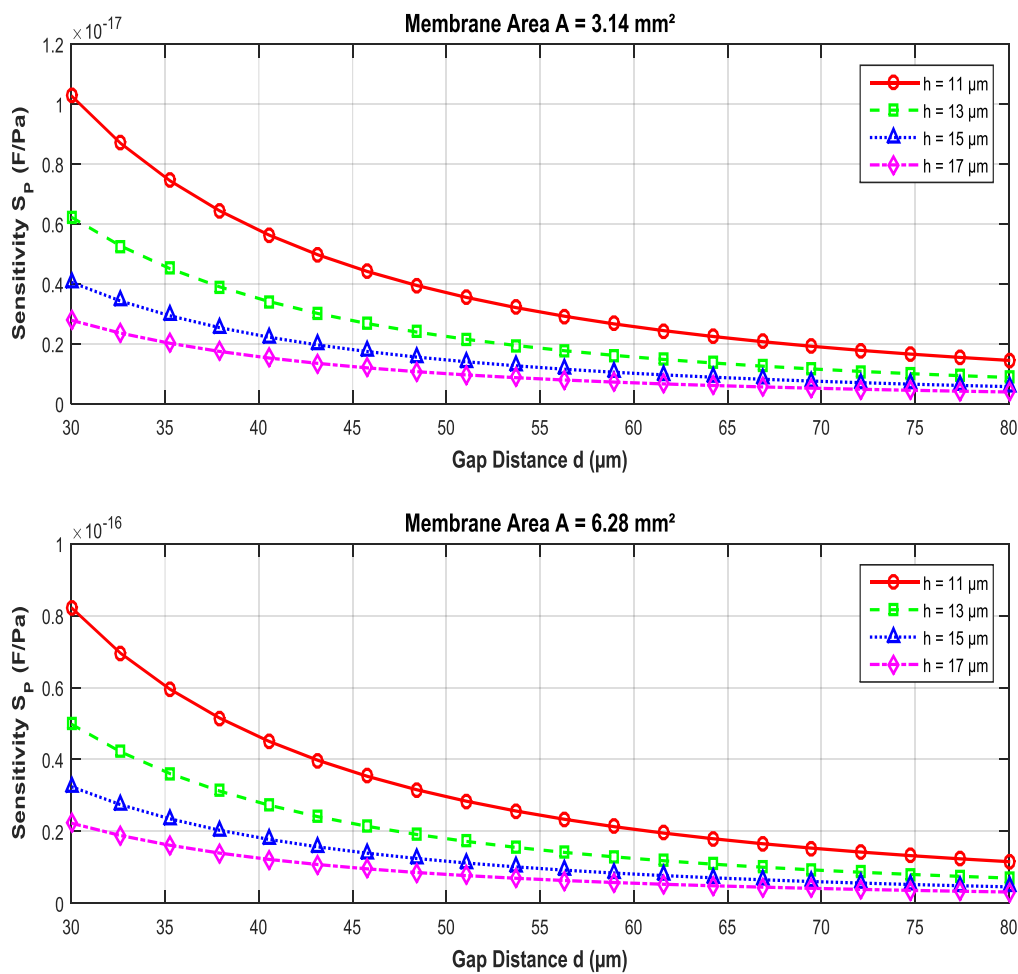 ×10⁻¹⁷
Membrane Area A = 3.14 mm²
Sensitivity S_P (F/Pa)
1.2
1
0.8
0.6
0.4
0.2
0
h = 11 µm
h = 13 µm
h = 15 µm
h = 17 µm
30 35 40 45 50 55 60 65 70 75 80
Gap Distance d (µm)
×10⁻¹⁶
Membrane Area A = 6.28 mm²
Sensitivity S_P (F/Pa)
1
0.8
0.6
0.4
0.2
0
h = 11 µm
h = 13 µm
h = 15 µm
h = 17 µm
30 35 40 45 50 55 60 65 70 75 80
Gap Distance d (µm)